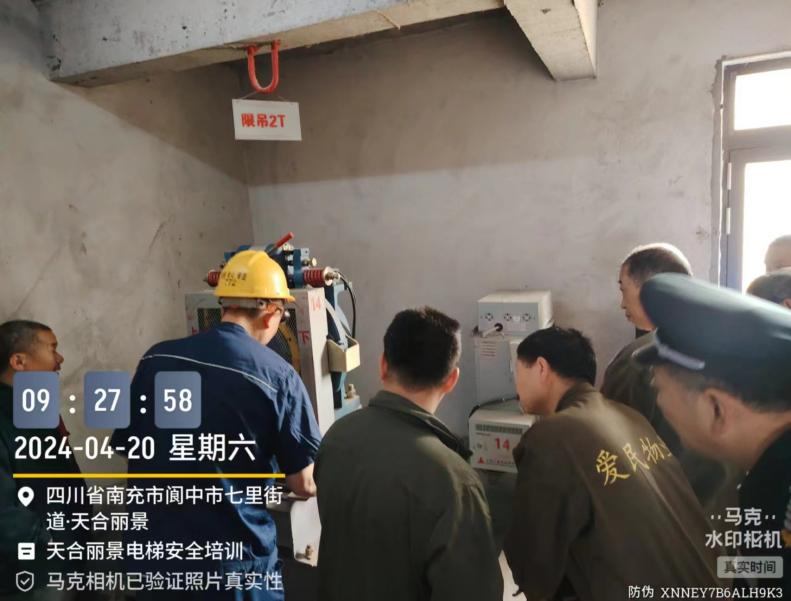 限吊2T
14
下
14
爱民物
09:27:58
2024-04-20 星期六
四川省南充市阆中市七里街
道·天合丽景
天合丽景电梯安全培训
马克相机已验证照片真实性
马克
水印相机
真实时间
防伪 XNNEY7B6ALH9K3